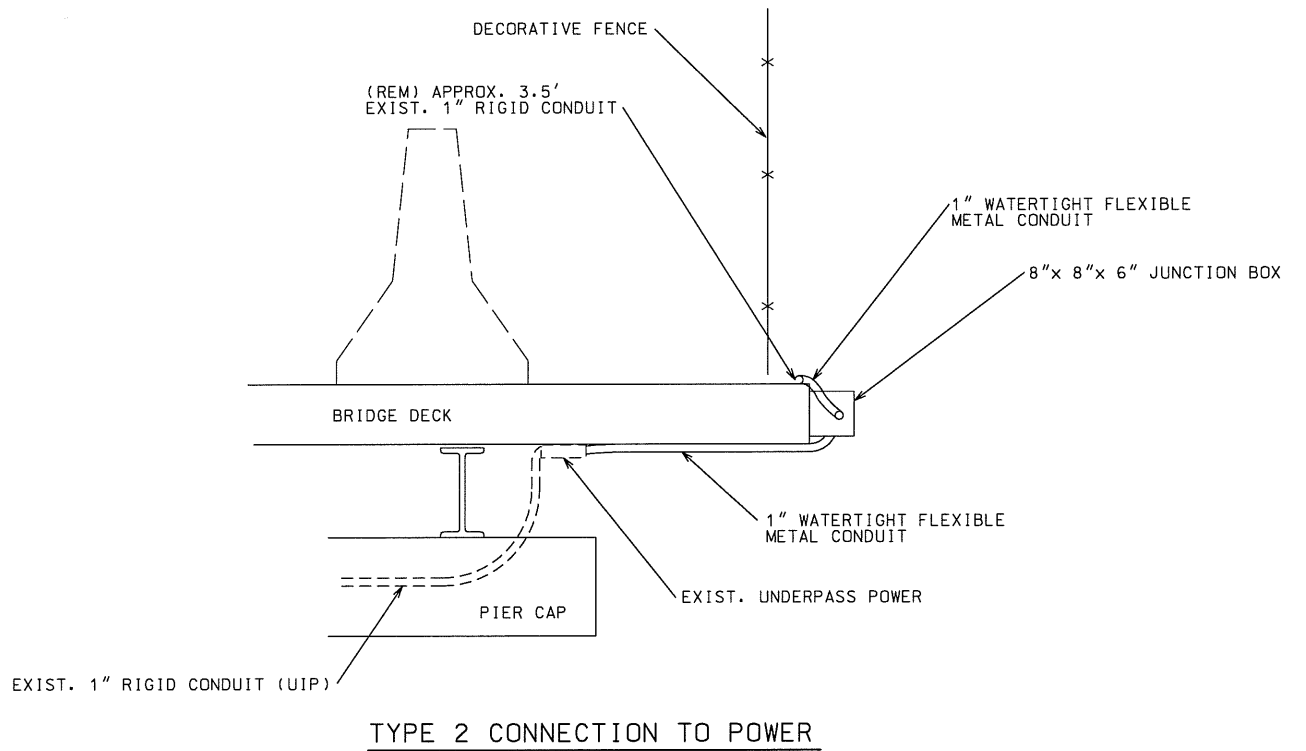 DECORATIVE FENCE
(REM) APPROX. 3.5'
EXIST. 1" RIGID CONDUIT
1" WATERTIGHT FLEXIBLE
METAL CONDUIT
8"x 8"x 6" JUNCTION BOX
BRIDGE DECK
1" WATERTIGHT FLEXIBLE
METAL CONDUIT
EXIST. UNDERPASS POWER
PIER CAP
EXIST. 1" RIGID CONDUIT (UIP)
TYPE 2 CONNECTION TO POWER